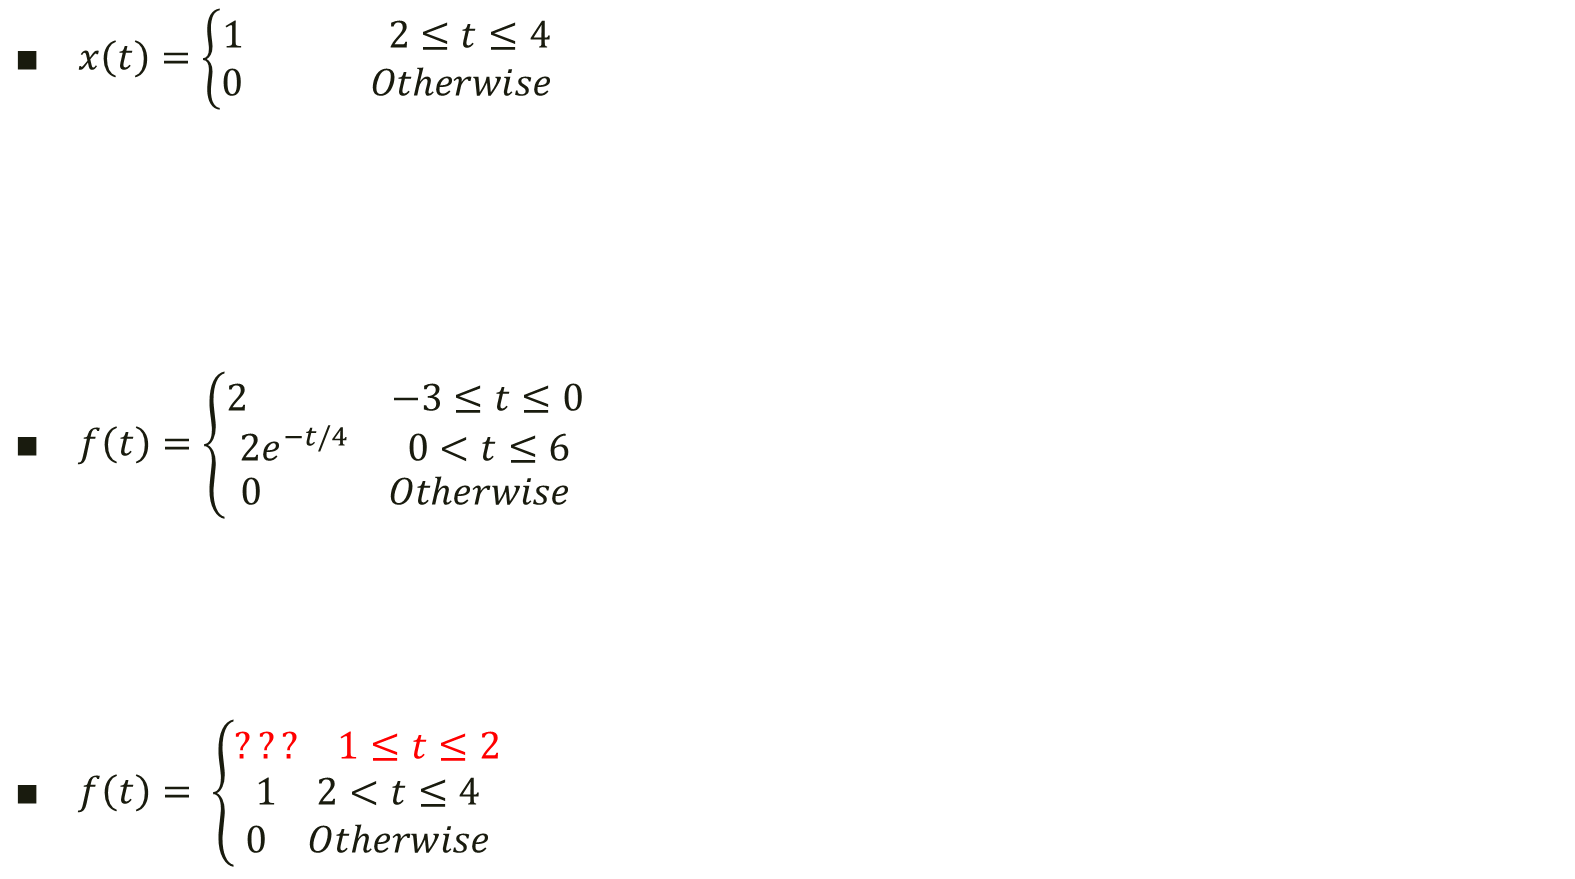 ▪ x(t) = { 1 2 ≤ t ≤ 4
0 Otherwise
▪ f(t) = { 2 −3 ≤ t ≤ 0
2e^{−t/4} 0 < t ≤ 6
0 Otherwise
▪ f(t) = { ??? 1 ≤ t ≤ 2
1 2 < t ≤ 4
0 Otherwise